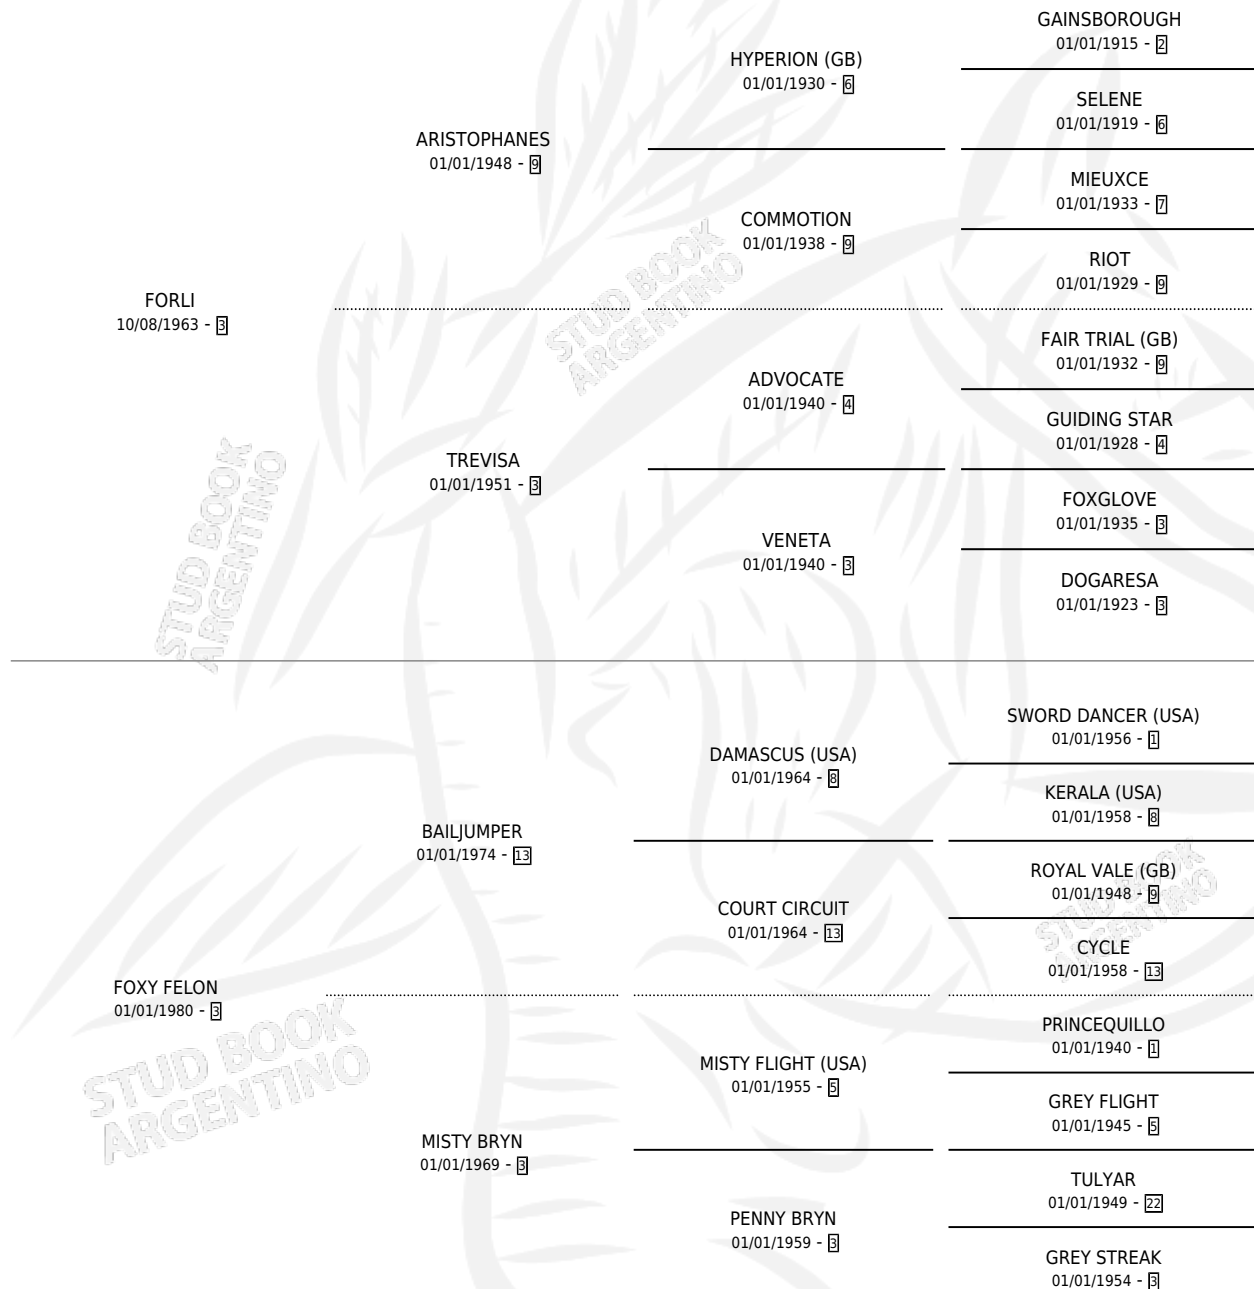 GAINSBOROUGH
01/01/1915 - 2
HYPERION (GB)
01/01/1930 - 6
SELENE
01/01/1919 - 6
ARISTOPHANES
01/01/1948 - 9
MIEUXCE
01/01/1933 - 7
COMMOTION
01/01/1938 - 9
RIOT
01/01/1929 - 9
FORLI
10/08/1963 - 3
FAIR TRIAL (GB)
01/01/1932 - 9
ADVOCATE
01/01/1940 - 4
GUIDING STAR
01/01/1928 - 4
TREVISA
01/01/1951 - 3
FOXGLOVE
01/01/1935 - 3
VENETA
01/01/1940 - 3
DOGARESA
01/01/1923 - 3
SWORD DANCER (USA)
01/01/1956 - 1
DAMASCUS (USA)
01/01/1964 - 8
KERALA (USA)
01/01/1958 - 8
BAILJUMPER
01/01/1974 - 13
ROYAL VALE (GB)
01/01/1948 - 9
COURT CIRCUIT
01/01/1964 - 13
CYCLE
01/01/1958 - 13
FOXY FELON
01/01/1980 - 3
PRINCEQUILLO
01/01/1940 - 1
MISTY FLIGHT (USA)
01/01/1955 - 5
GREY FLIGHT
01/01/1945 - 5
MISTY BRYN
01/01/1969 - 3
TULYAR
01/01/1949 - 22
PENNY BRYN
01/01/1959 - 3
GREY STREAK
01/01/1954 - 3
STUD BOOK
ARGENTINO
STUD BOOK
ARGENTINO
STUD BOOK
ARGENTINO
STUD BOOK
ARGENTINO